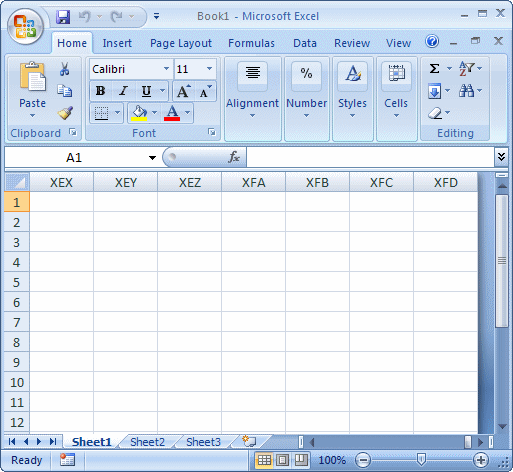 Book1 - Microsoft Excel
Home Insert Page Layout Formulas Data Review View
Paste
Calibri 11
B I U A A
A
Alignment
%
Number
A
Styles
Cells
Σ
A Z
Clipboard Font Editing
A1 fx
XEX XEY XEZ XFA XFB XFC XFD
1
2
3
4
5
6
7
8
9
10
11
12
Sheet1 Sheet2 Sheet3
Ready 100%